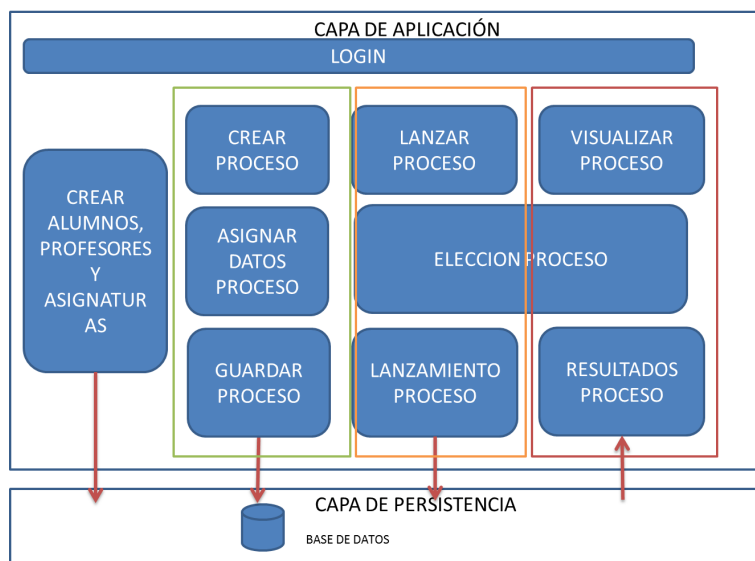 CAPA DE APLICACIÓN
LOGIN
CREAR
ALUMNOS,
PROFESORES
Y
ASIGNATUR
AS
CREAR
PROCESO
ASIGNAR
DATOS
PROCESO
GUARDAR
PROCESO
LANZAR
PROCESO
VISUALIZAR
PROCESO
ELECCION PROCESO
LANZAMIENTO
PROCESO
RESULTADOS
PROCESO
CAPA DE PERSISTENCIA
BASE DE DATOS